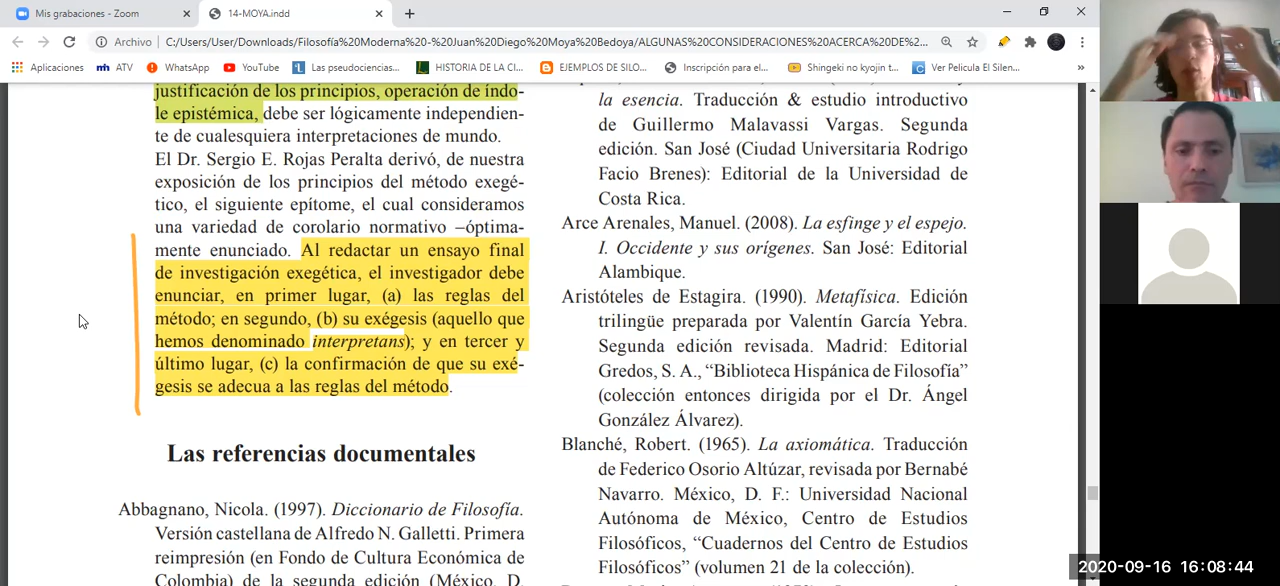 Mis grabaciones - Zoom
14-MOYA.indd
Archivo
C:/Users/User/Downloads/Filosofía%20Moderna%20-%20Juan%20Diego%20Moya%20Bedoya/ALGUNAS%20CONSIDERACIONES%20ACERCA%20DE%...
Aplicaciones
ATV
WhatsApp
YouTube
Las pseudociencias...
HISTORIA DE LA CI...
EJEMPLOS DE SILO...
Inscripción para el...
Shingeki no kyojin t...
Ver Película El Silen...
»
justificación de los principios, operación de índo-
le epistémica, debe ser lógicamente independien-
te de cualesquiera interpretaciones de mundo.
El Dr. Sergio E. Rojas Peralta derivó, de nuestra
exposición de los principios del método exegé-
tico, el siguiente epítome, el cual consideramos
una variedad de corolario normativo –óptima-
mente enunciado. Al redactar un ensayo final
de investigación exegética, el investigador debe
enunciar, en primer lugar, (a) las reglas del
método; en segundo, (b) su exégesis (aquello que
hemos denominado interpretans); y en tercer y
último lugar, (c) la confirmación de que su exé-
gesis se adecua a las reglas del método.
Las referencias documentales
Abbagnano, Nicola. (1997). Diccionario de Filosofía.
Versión castellana de Alfredo N. Galletti. Primera
reimpresión (en Fondo de Cultura Económica de
Colombia) de la segunda edición (México, D.
la esencia. Traducción & estudio introductivo
de Guillermo Malavassi Vargas. Segunda
edición. San José (Ciudad Universitaria Rodrigo
Facio Brenes): Editorial de la Universidad de
Costa Rica.
Arce Arenales, Manuel. (2008). La esfinge y el espejo.
I. Occidente y sus orígenes. San José: Editorial
Alambique.
Aristóteles de Estagira. (1990). Metafísica. Edición
trilingüe preparada por Valentín García Yebra.
Segunda edición revisada. Madrid: Editorial
Gredos, S. A., “Biblioteca Hispánica de Filosofía”
(colección entonces dirigida por el Dr. Ángel
González Álvarez).
Blanché, Robert. (1965). La axiomática. Traducción
de Federico Osorio Altúzar, revisada por Bernabé
Navarro. México, D. F.: Universidad Nacional
Autónoma de México, Centro de Estudios
Filosóficos, “Cuadernos del Centro de Estudios
Filosóficos” (volumen 21 de la colección).
2020-09-16 16:08:44